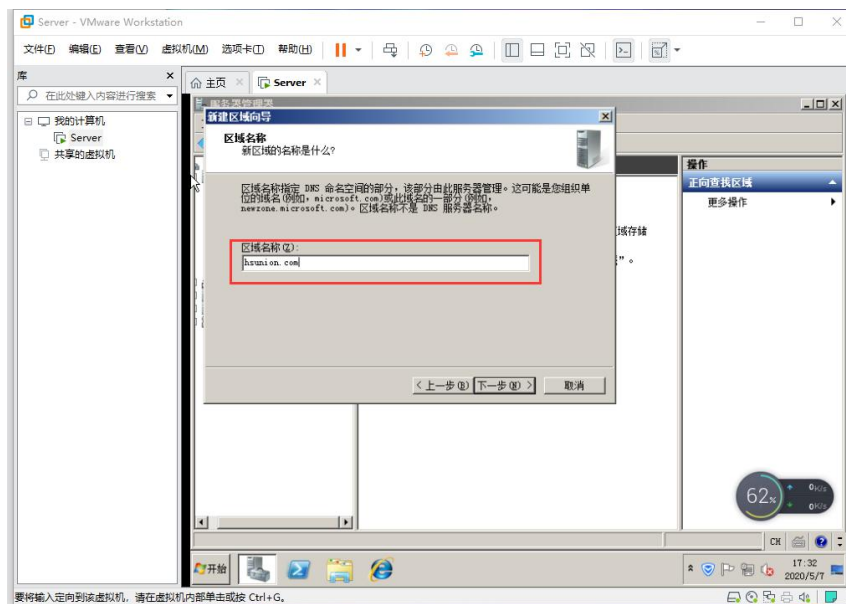 Server - VMware Workstation
文件(F) 编辑(E) 查看(V) 虚拟机(M) 选项卡(T) 帮助(H)
库
在此处键入内容进行搜索
我的计算机
Server
共享的虚拟机
主页
Server
服务器管理器
新建区域向导
区域名称
新区域的名称是什么?
区域名称指定 DNS 命名空间的部分,该部分由此服务器管理。这可能是您组织单
位的域名(例如,microsoft.com)或此域名的一部分(例如,
newzone.microsoft.com)。区域名称不是 DNS 服务器名称。
区域名称(Z):
hsunion.com
< 上一步(B) 下一步(N) > 取消
域存储
”。
操作
正向查找区域
更多操作
62%
0K/s
0K/s
CH
开始
17:32
2020/5/7
要将输入定向到该虚拟机,请在虚拟机内部单击或按 Ctrl+G。